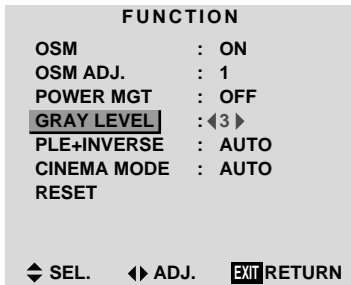 FUNCTION
OSM : ON
OSM ADJ. : 1
POWER MGT : OFF
GRAY LEVEL : 3
PLE+INVERSE : AUTO
CINEMA MODE : AUTO
RESET
SEL. ADJ. EXIT RETURN